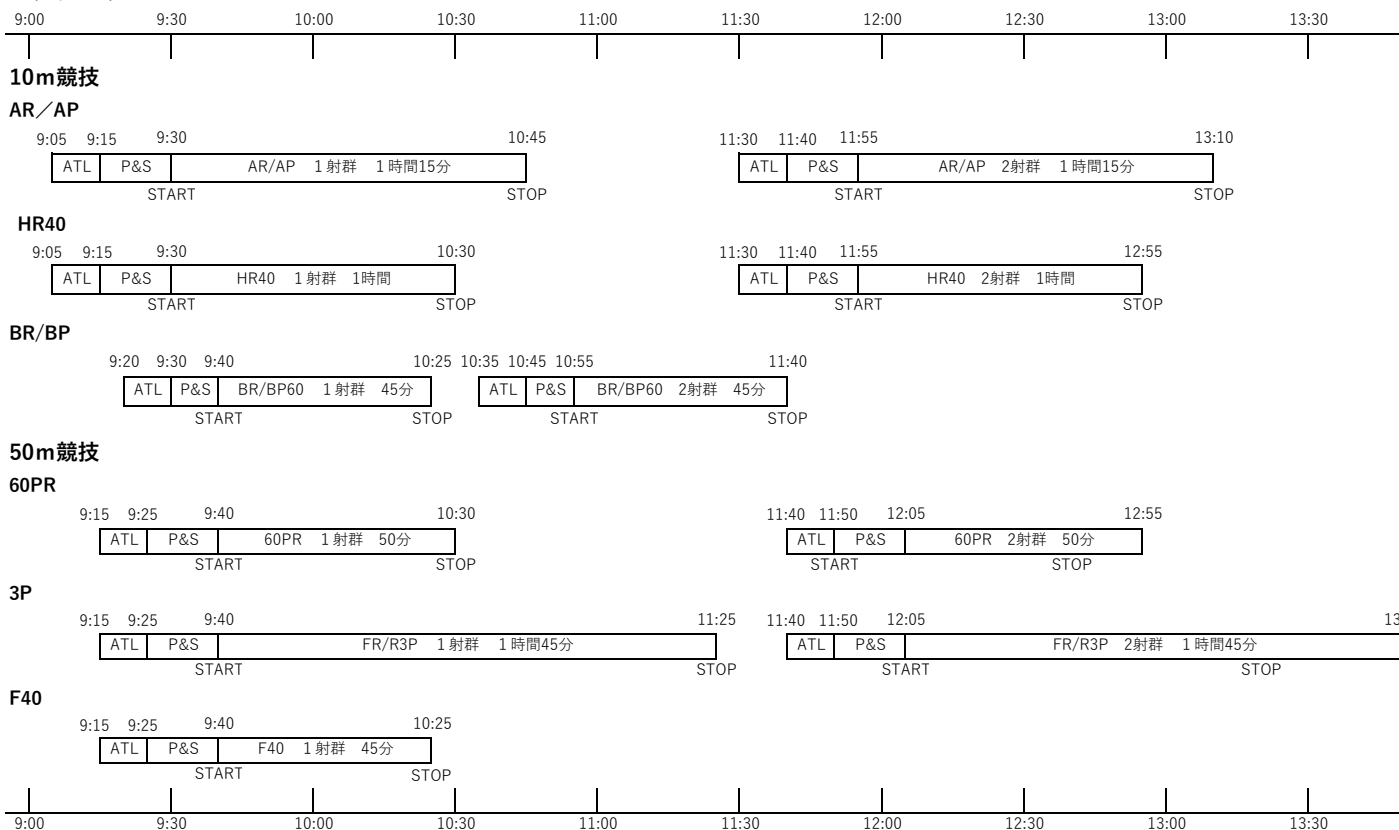 9:00 9:30 10:00 10:30 11:00 11:30 12:00 12:30 13:00 13:30
10m競技
AR／AP
9:05 9:15 9:30 10:45 11:30 11:40 11:55 13:10
ATL P&S AR/AP 1射群 1時間15分 ATL P&S AR/AP 2射群 1時間15分
START STOP START STOP
HR40
9:05 9:15 9:30 10:30 11:30 11:40 11:55 12:55
ATL P&S HR40 1射群 1時間 ATL P&S HR40 2射群 1時間
START STOP START STOP
BR/BP
9:20 9:30 9:40 10:25 10:35 10:45 10:55 11:40
ATL P&S BR/BP60 1射群 45分 ATL P&S BR/BP60 2射群 45分
START STOP START STOP
50m競技
60PR
9:15 9:25 9:40 10:30 11:40 11:50 12:05 12:55
ATL P&S 60PR 1射群 50分 ATL P&S 60PR 2射群 50分
START STOP START STOP
3P
9:15 9:25 9:40 11:25 11:40 11:50 12:05 13
ATL P&S FR/R3P 1射群 1時間45分 ATL P&S FR/R3P 2射群 1時間45分
START STOP START STOP
F40
9:15 9:25 9:40 10:25
ATL P&S F40 1射群 45分
START STOP
9:00 9:30 10:00 10:30 11:00 11:30 12:00 12:30 13:00 13:30